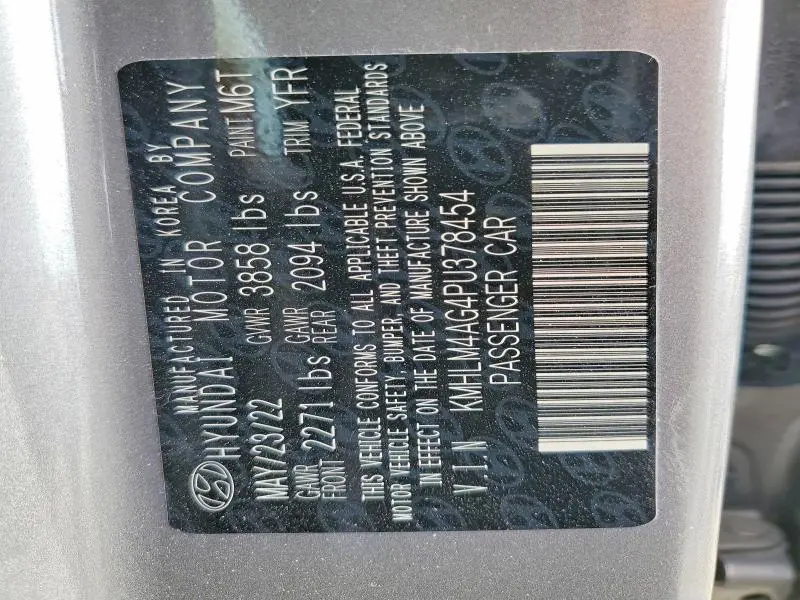 MANUFACTURED IN KOREA BY
HYUNDAI MOTOR COMPANY
MAY/23/22 GVWR 3858 lbs PAINT M6T
GAWR FRONT 2271 lbs GAWR REAR 2094 lbs TRIM YFR
THIS VEHICLE CONFORMS TO ALL APPLICABLE U.S.A. FEDERAL
MOTOR VEHICLE SAFETY, BUMPER, AND THEFT PREVENTION STANDARDS
IN EFFECT ON THE DATE OF MANUFACTURE SHOWN ABOVE
V.I.N KMHLM4AG4PU378454
PASSENGER CAR